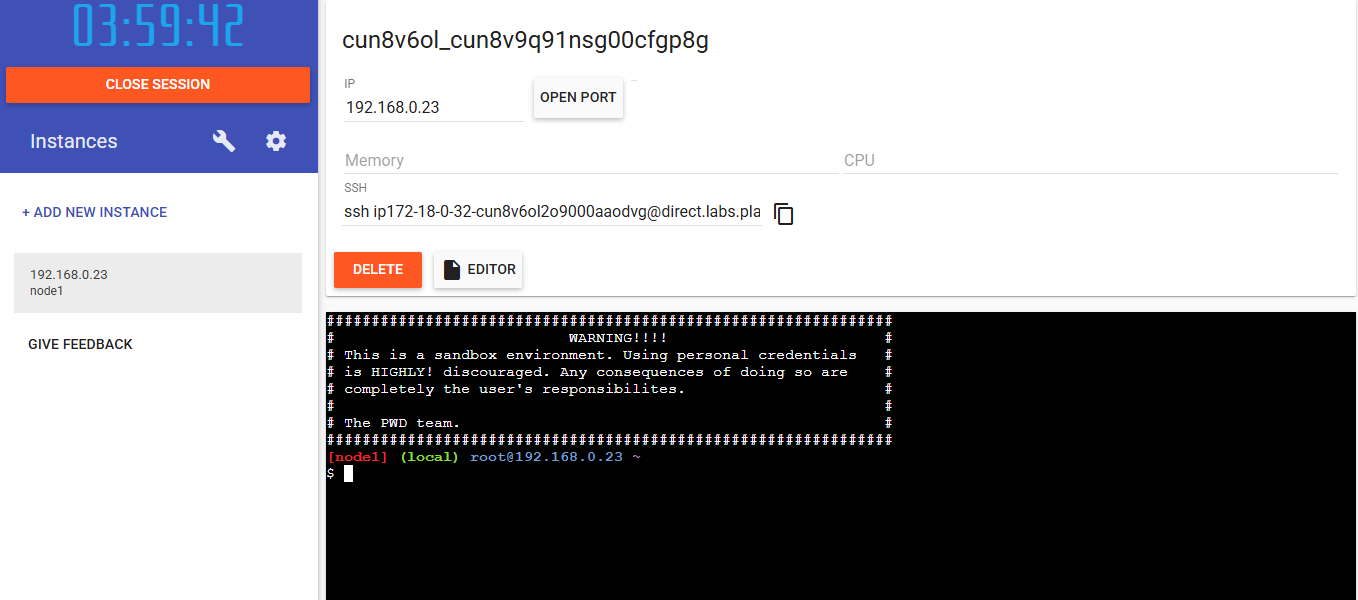 03:59:42
CLOSE SESSION
Instances
+ ADD NEW INSTANCE
192.168.0.23
node1
GIVE FEEDBACK
cun8v6ol_cun8v9q91nsg00cfgp8g
IP
192.168.0.23
OPEN PORT
Memory
CPU
SSH
ssh ip172-18-0-32-cun8v6ol2o9000aaodvg@direct.labs.pla
DELETE
EDITOR
###############################################################
#                          WARNING!!!!                        #
# This is a sandbox environment. Using personal credentials   #
# is HIGHLY! discouraged. Any consequences of doing so are    #
# completely the user's responsibilites.                      #
#                                                             #
# The PWD team.                                               #
###############################################################
[node1] (local) root@192.168.0.23 ~
$